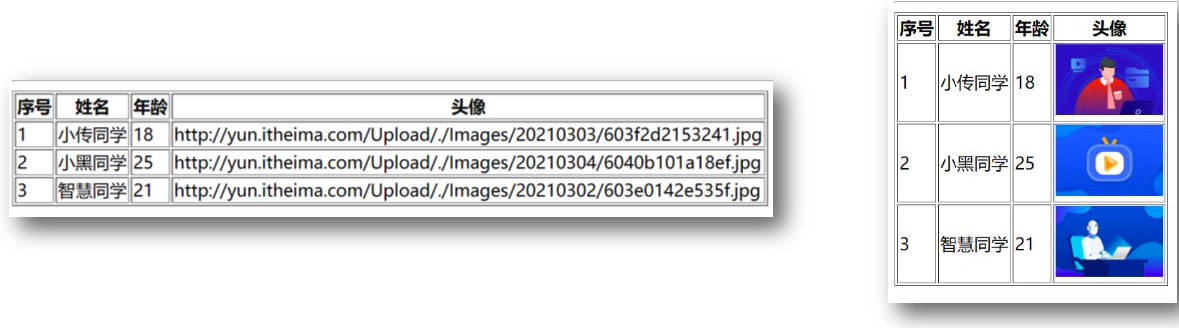 序号 姓名 年龄 头像
1 小传同学 18 http://yun.itheima.com/Upload/./Images/20210303/603f2d2153241.jpg
2 小黑同学 25 http://yun.itheima.com/Upload/./Images/20210304/6040b101a18ef.jpg
3 智慧同学 21 http://yun.itheima.com/Upload/./Images/20210302/603e0142e535f.jpg
序号 姓名 年龄 头像
1 小传同学 18
2 小黑同学 25
3 智慧同学 21